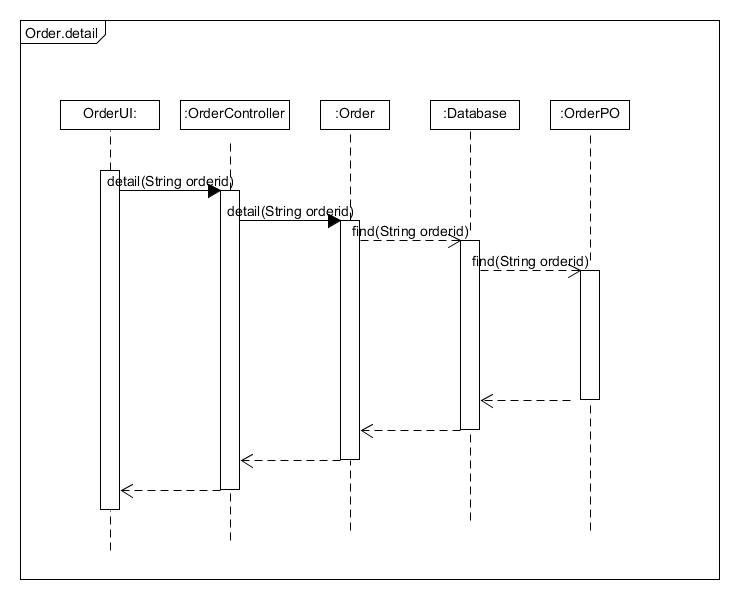 Order.detail
OrderUI:
:OrderController
:Order
:Database
:OrderPO
detail(String orderid)
detail(String orderid)
find(String orderid)
find(String orderid)